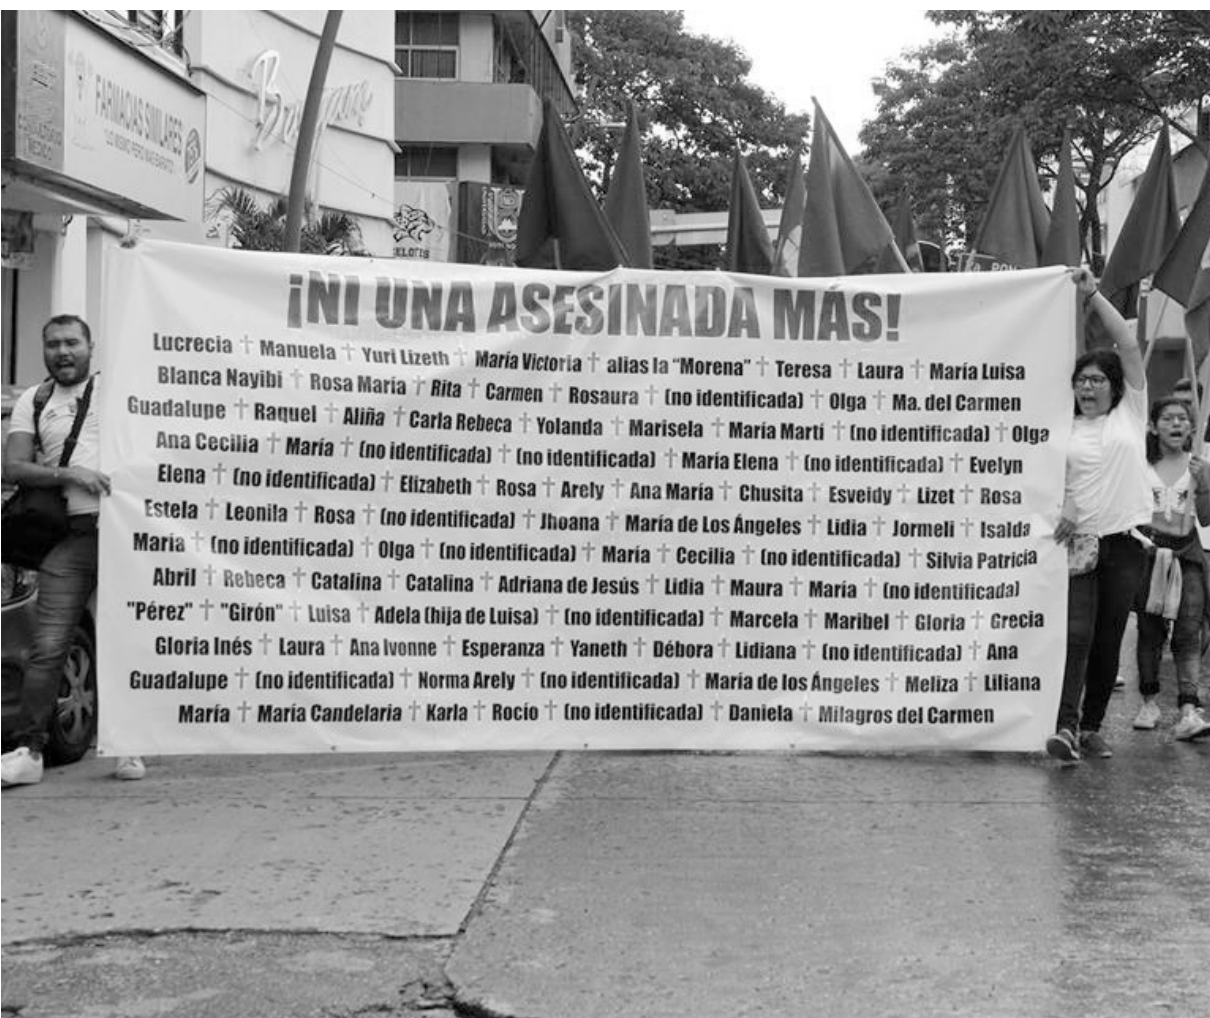 FARMACIAS SIMILARES
LO MISMO PERO MAS BARATO
CONSULTORIO
MEDICO
¡NI UNA ASESINADA MÁS!
Lucrecia † Manuela † Yuri Lizeth † María Victoria † alias la "Morena" † Teresa † Laura † María Luisa
Blanca Nayibi † Rosa María † Rita † Carmen † Rosaura † (no identificada) † Olga † Ma. del Carmen
Guadalupe † Raquel † Aliña † Carla Rebeca † Yolanda † Marisela † María Martí † (no identificada) † Olga
Ana Cecilia † María † (no identificada) † (no identificada) † María Elena † (no identificada) † Evelyn
Elena † (no identificada) † Elizabeth † Rosa † Arely † Ana María † Chusita † Esveidy † Lizet † Rosa
Estela † Leonila † Rosa † (no identificada) † Jhoana † María de Los Ángeles † Lidia † Jormeli † Isalda
María † (no identificada) † Olga † (no identificada) † María † Cecilia † (no identificada) † Silvia Patricia
Abril † Rebeca † Catalina † Catalina † Adriana de Jesús † Lidia † Maura † María † (no identificada)
"Pérez" † "Girón" † Luisa † Adela (hija de Luisa) † (no identificada) † Marcela † Maribel † Gloria † Grecia
Gloria Inés † Laura † Ana Ivonne † Esperanza † Yaneth † Débora † Lidiana † (no identificada) † Ana
Guadalupe † (no identificada) † Norma Arely † (no identificada) † María de los Ángeles † Meliza † Liliana
María † María Candelaria † Karla † Rocío † (no identificada) † Daniela † Milagros del Carmen